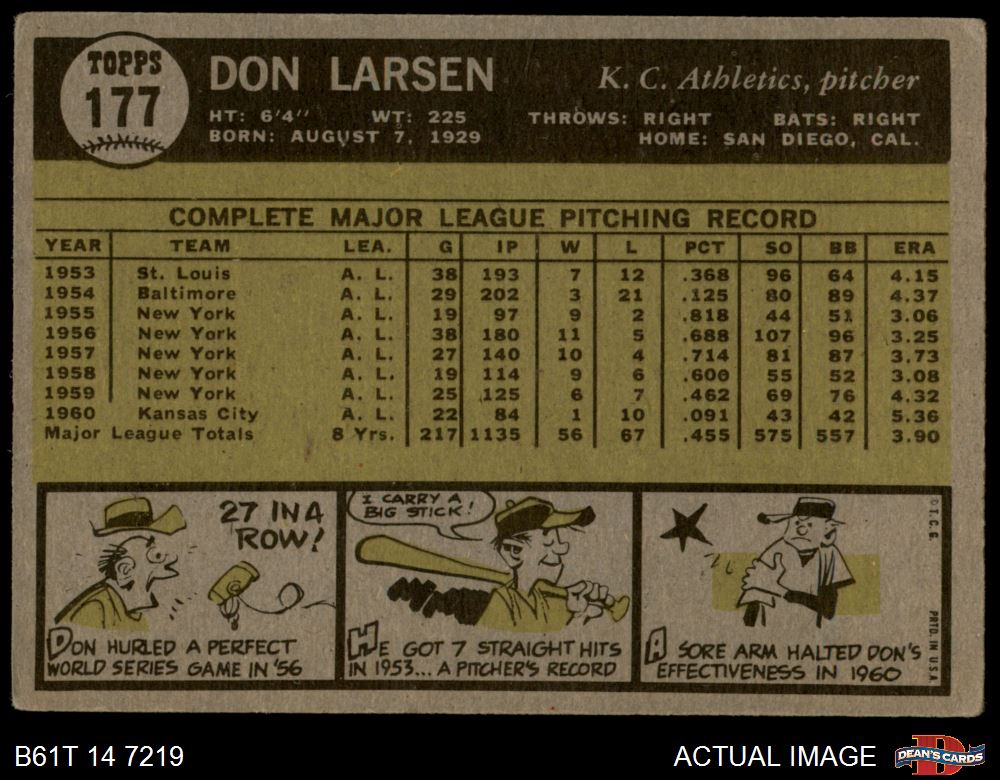 TOPPS
177
DON LARSEN
K. C. Athletics, pitcher
HT: 6'4" WT: 225 THROWS: RIGHT BATS: RIGHT
BORN: AUGUST 7, 1929 HOME: SAN DIEGO, CAL.
COMPLETE MAJOR LEAGUE PITCHING RECORD
YEAR TEAM LEA. G IP W L PCT SO BB ERA
1953 St. Louis A. L. 38 193 7 12 .368 96 64 4.15
1954 Baltimore A. L. 29 202 3 21 .125 80 89 4.37
1955 New York A. L. 19 97 9 2 .818 44 51 3.06
1956 New York A. L. 38 180 11 5 .688 107 96 3.25
1957 New York A. L. 27 140 10 4 .714 81 87 3.73
1958 New York A. L. 19 114 9 6 .600 55 52 3.08
1959 New York A. L. 25 125 6 7 .462 69 76 4.32
1960 Kansas City A. L. 22 84 1 10 .091 43 42 5.36
Major League Totals 8 Yrs. 217 1135 56 67 .455 575 557 3.90
27 IN A
ROW!
DON HURLED A PERFECT
WORLD SERIES GAME IN '56
I CARRY A
BIG STICK!
HE GOT 7 STRAIGHT HITS
IN 1953... A PITCHER'S RECORD
A SORE ARM HALTED DON'S
EFFECTIVENESS IN 1960
© T. C. G.
PRTD. IN U.S.A.
B61T 14 7219
ACTUAL IMAGE
DEAN'S CARDS